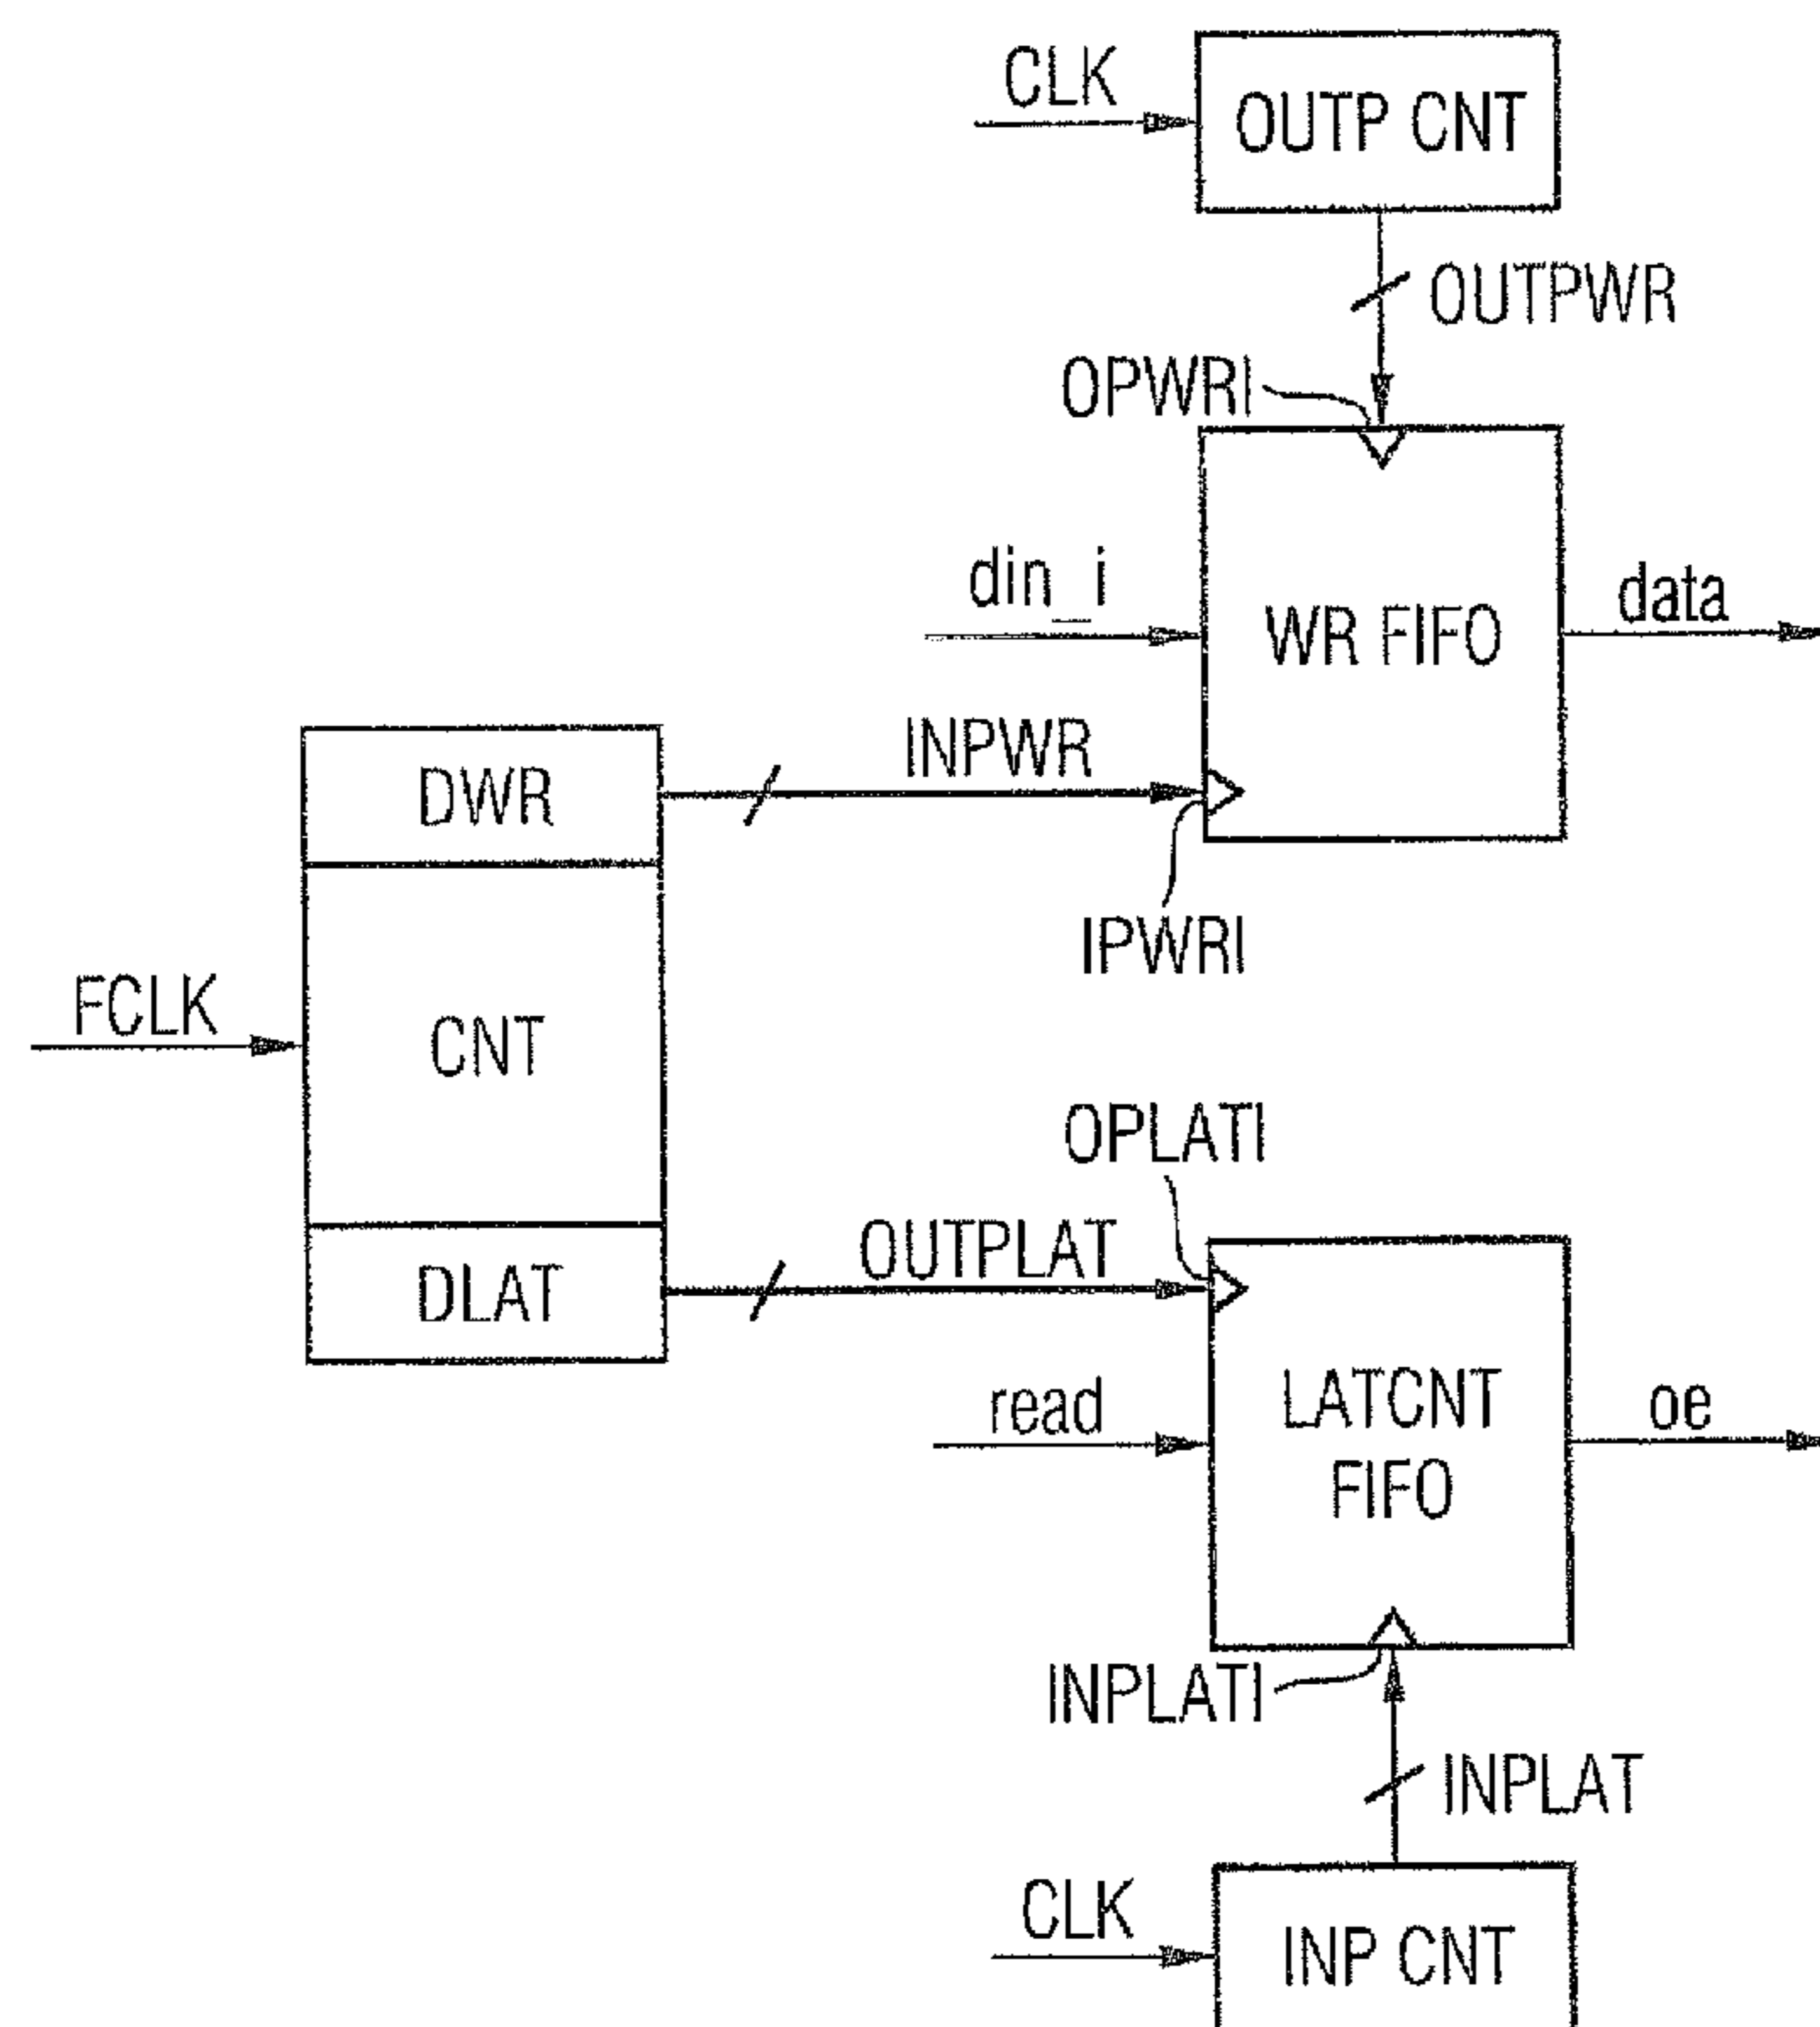 CLK
OUTP CNT
OUTPWR
OPWRI
din_i
WR FIFO
data
INPWR
DWR
IPWRI
FCLK
CNT
OPLATI
OUTPLAT
DLAT
read
LATCNT
FIFO
oe
INPLATI
INPLAT
CLK
INP CNT